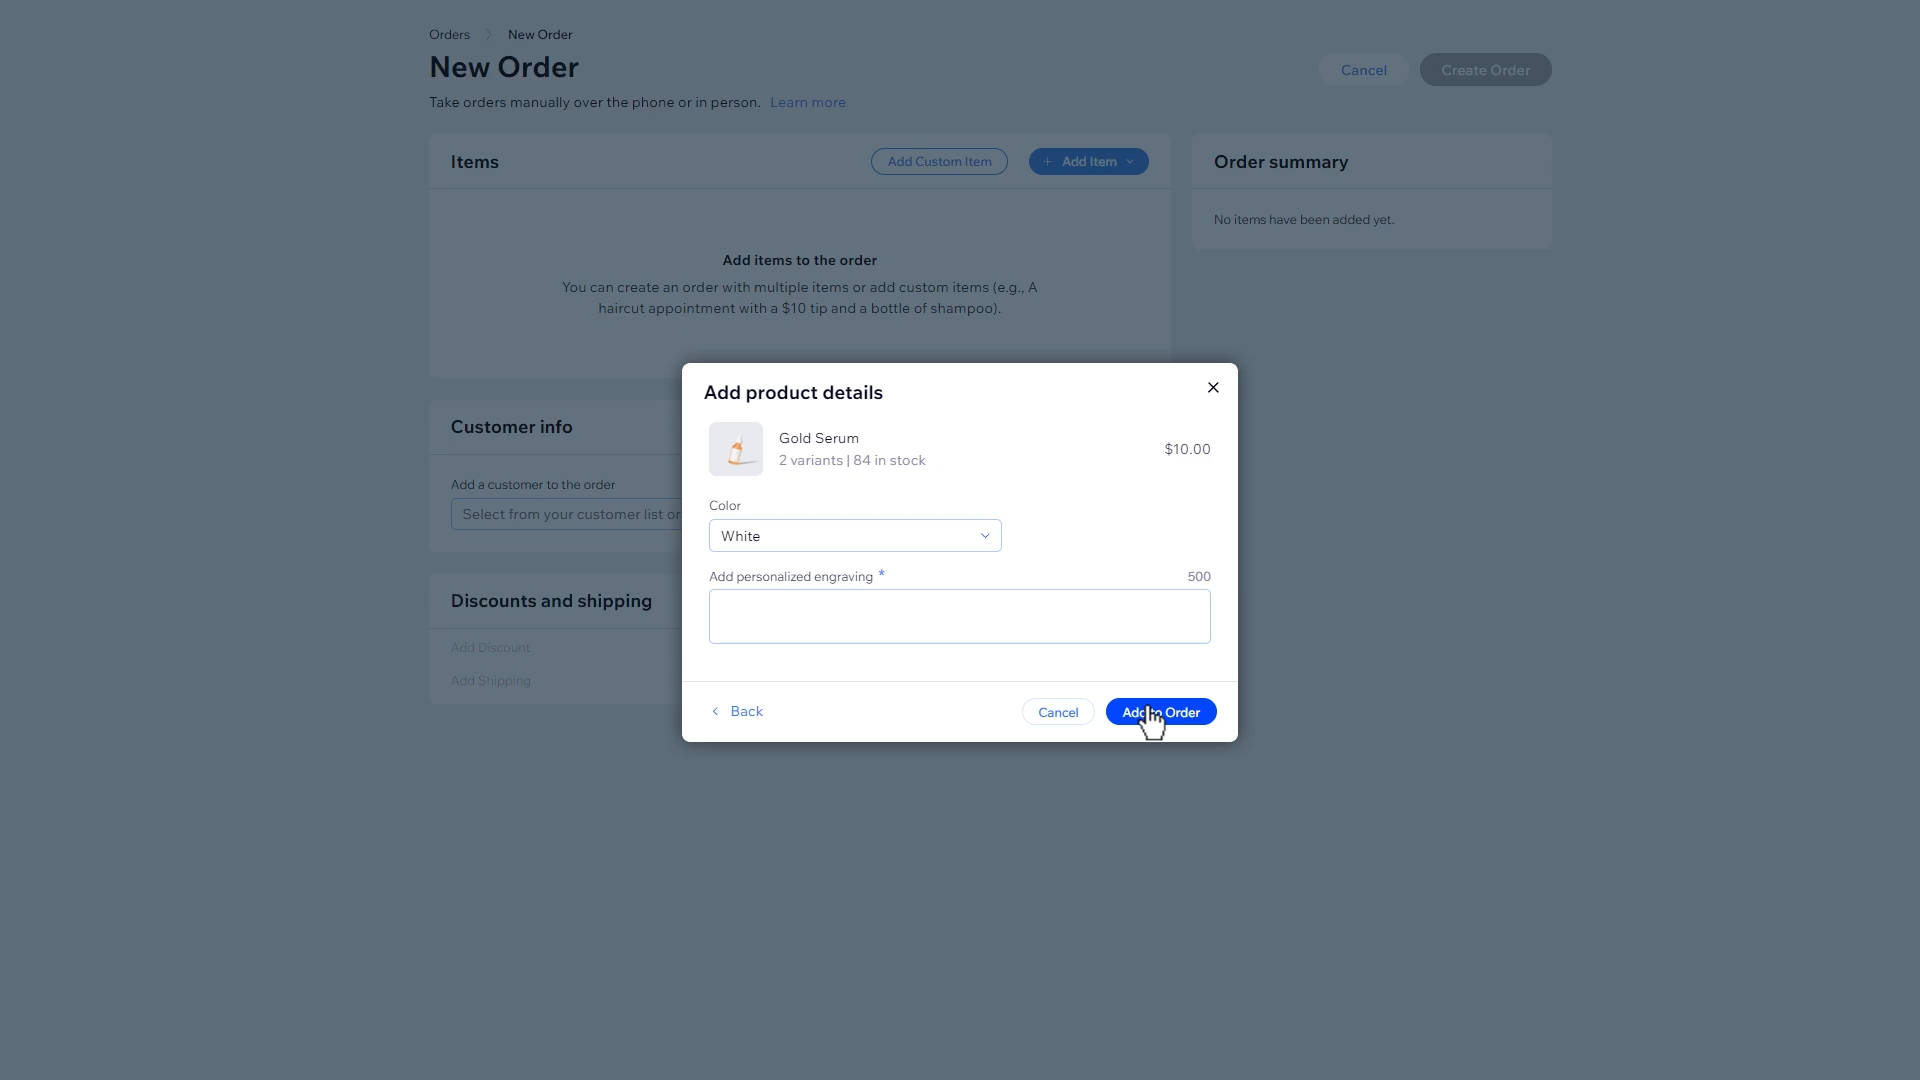 Orders
New Order
New Order
Take orders manually over the phone or in person. Learn more
Cancel
Create Order
Items
Add Custom Item
+ Add Item
Order summary
No items have been added yet.
Add items to the order
You can create an order with multiple items or add custom items (e.g., A
haircut appointment with a $10 tip and a bottle of shampoo).
Customer info
Add a customer to the order
Select from your customer list or
Discounts and shipping
Add Discount
Add Shipping
Add product details
Gold Serum
2 variants | 84 in stock
$10.00
Color
White
Add personalized engraving *
500
Back
Cancel
Add to Order